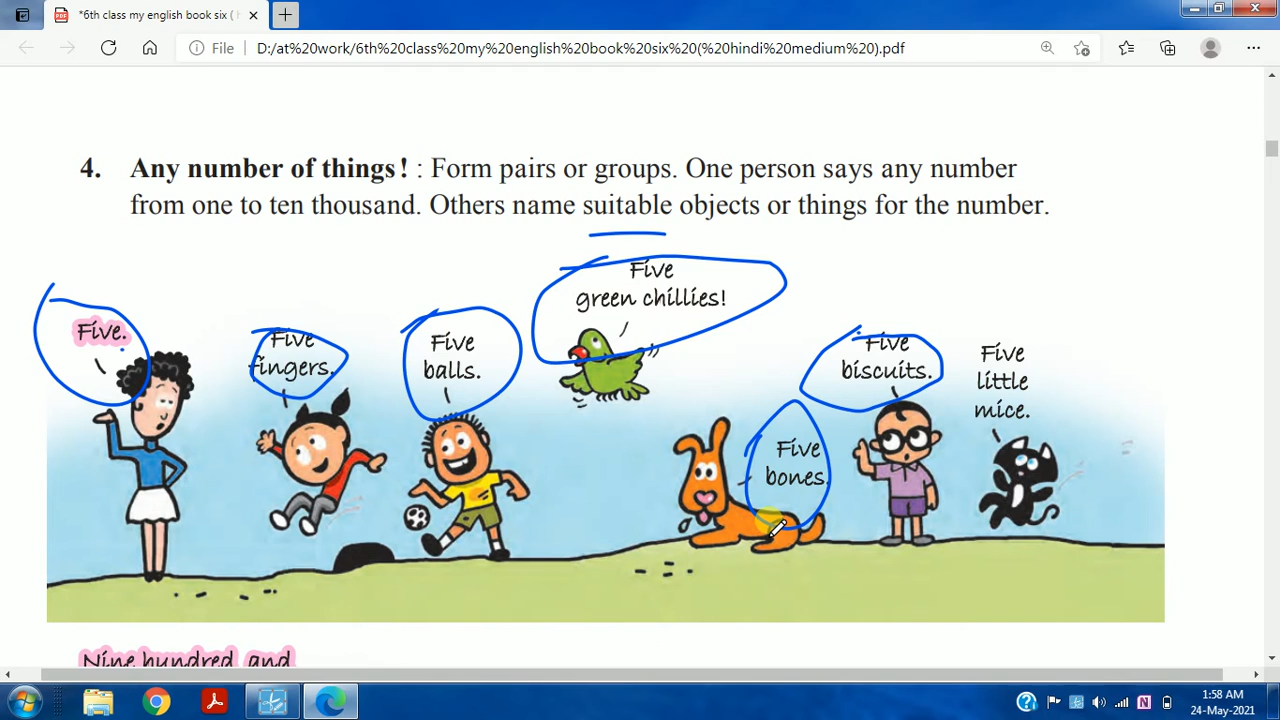 *6th class my english book six ( h
File
D:/at%20work/6th%20class%20my%20english%20book%20six%20(%20hindi%20medium%20).pdf
4. Any number of things! : Form pairs or groups. One person says any number
from one to ten thousand. Others name suitable objects or things for the number.
Five.
Five
fingers.
Five
balls.
Five
green chillies!
Five
bones.
Five
biscuits.
Five
little
mice.
Nine hundred and
1:58 AM
24-May-2021